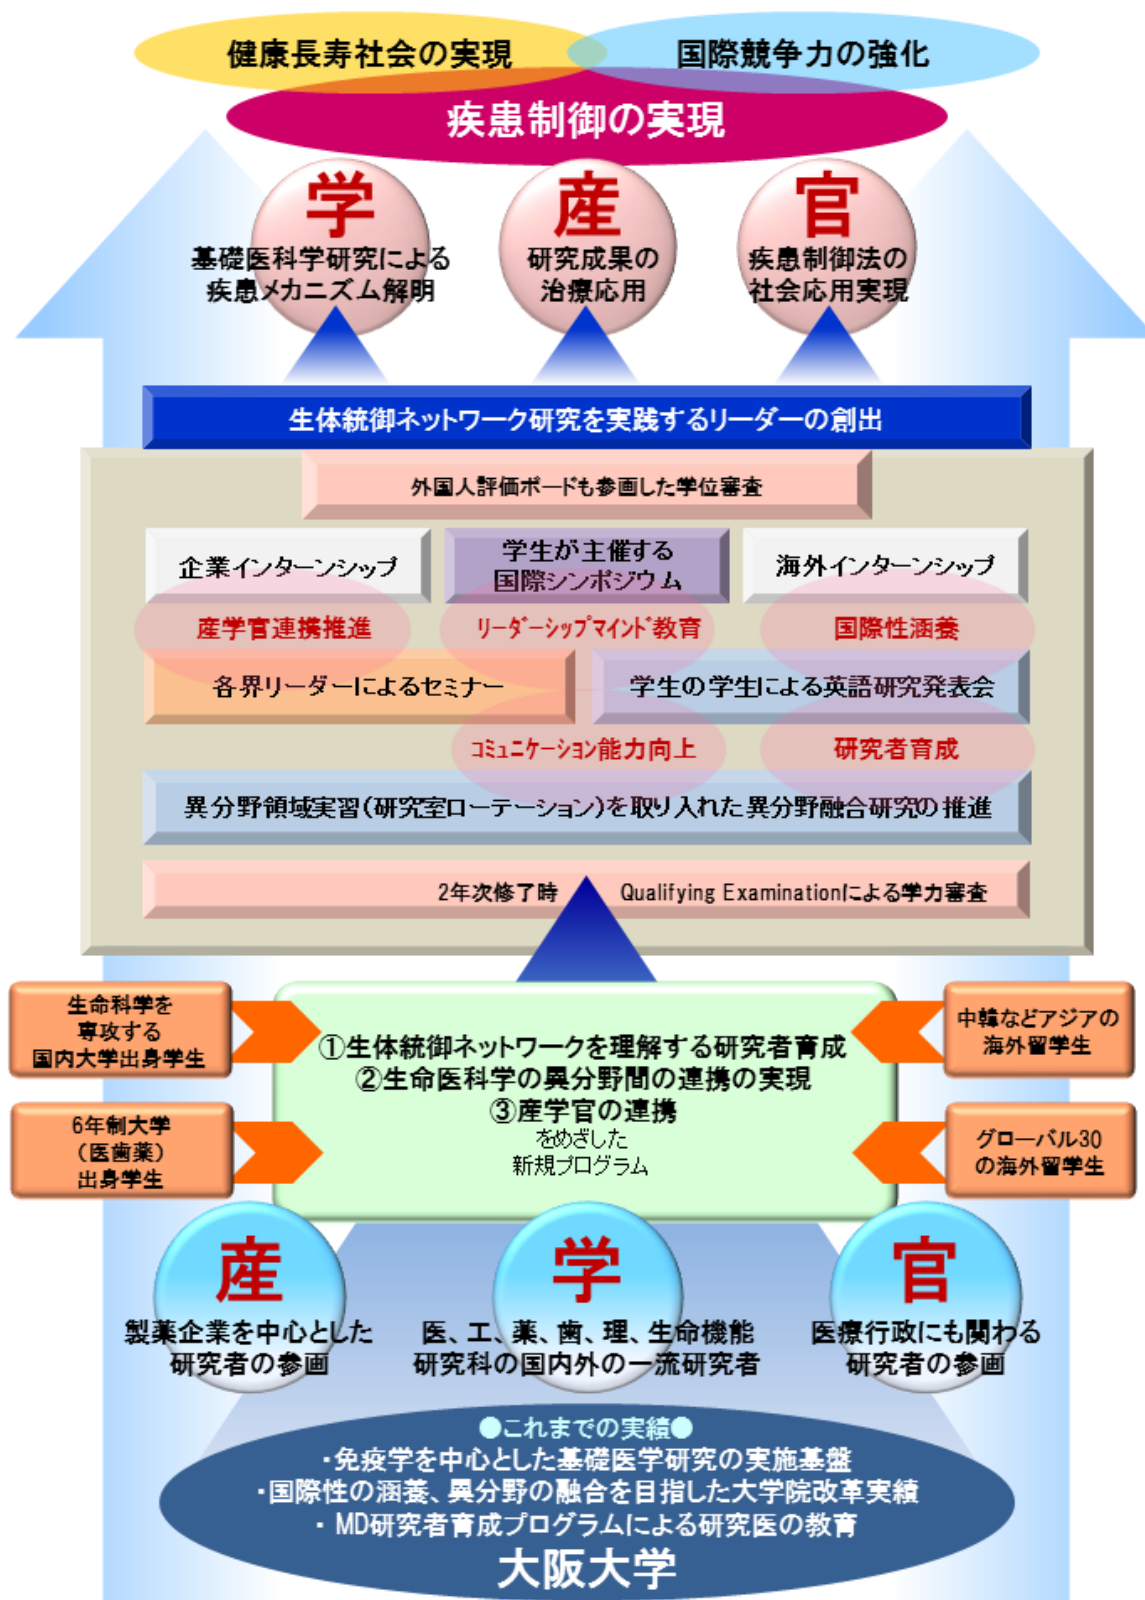 健康長寿社会の実現
国際競争力の強化
疾患制御の実現
学
基礎医科学研究による
疾患メカニズム解明
産
研究成果の
治療応用
官
疾患制御法の
社会応用実現
生体統御ネットワーク研究を実践するリーダーの創出
外国人評価ボードも参画した学位審査
企業インターンシップ
学生が主催する
国際シンポジウム
海外インターンシップ
産学官連携推進
リーダーシップマインド教育
国際性涵養
各界リーダーによるセミナー
学生の学生による英語研究発表会
コミュニケーション能力向上
研究者育成
異分野領域実習(研究室ローテーション)を取り入れた異分野融合研究の推進
2年次修了時 Qualifying Examinationによる学力審査
生命科学を
専攻する
国内大学出身学生
6年制大学
(医歯薬)
出身学生
①生体統御ネットワークを理解する研究者育成
②生命医科学の異分野間の連携の実現
③産学官の連携
をめざした
新規プログラム
中韓などアジアの
海外留学生
グローバル30
の海外留学生
産
製薬企業を中心とした
研究者の参画
学
医、工、薬、歯、理、生命機能
研究科の国内外の一流研究者
官
医療行政にも関わる
研究者の参画
●これまでの実績●
・免疫学を中心とした基礎医学研究の実施基盤
・国際性の涵養、異分野の融合を目指した大学院改革実績
・MD研究者育成プログラムによる研究医の教育
大阪大学